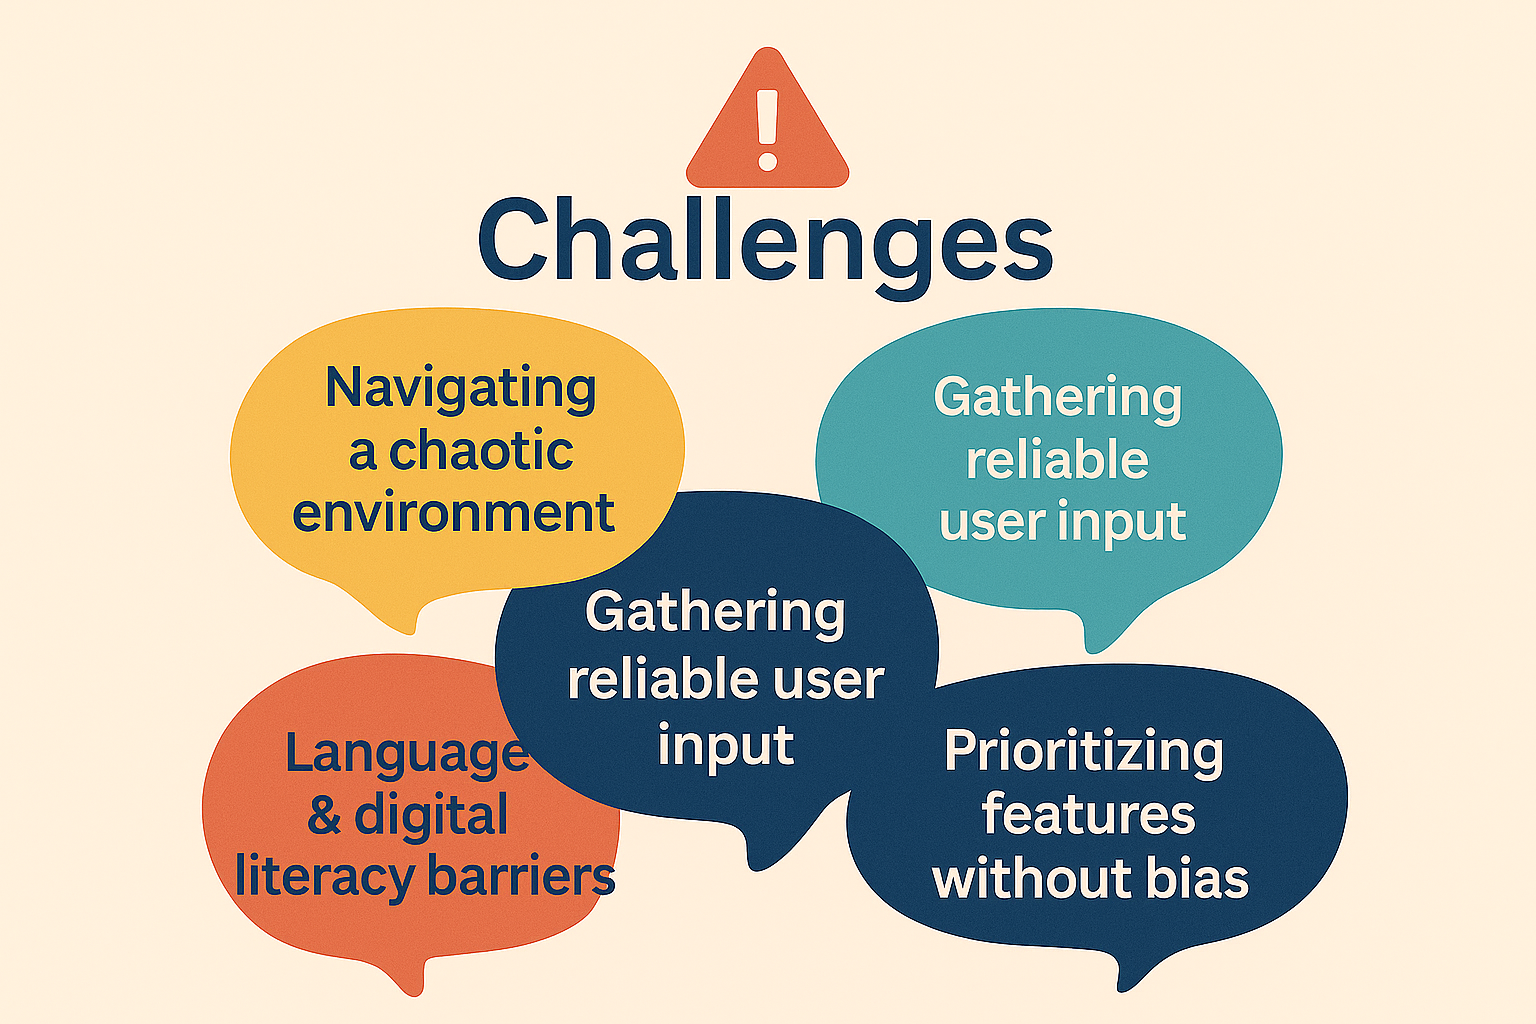 Challenges
Navigating
a chaotic
environment
Gathering
reliable
user input
Gathering
reliable user
input
Language
& digital
literacy barriers
Prioritizing
features
without bias